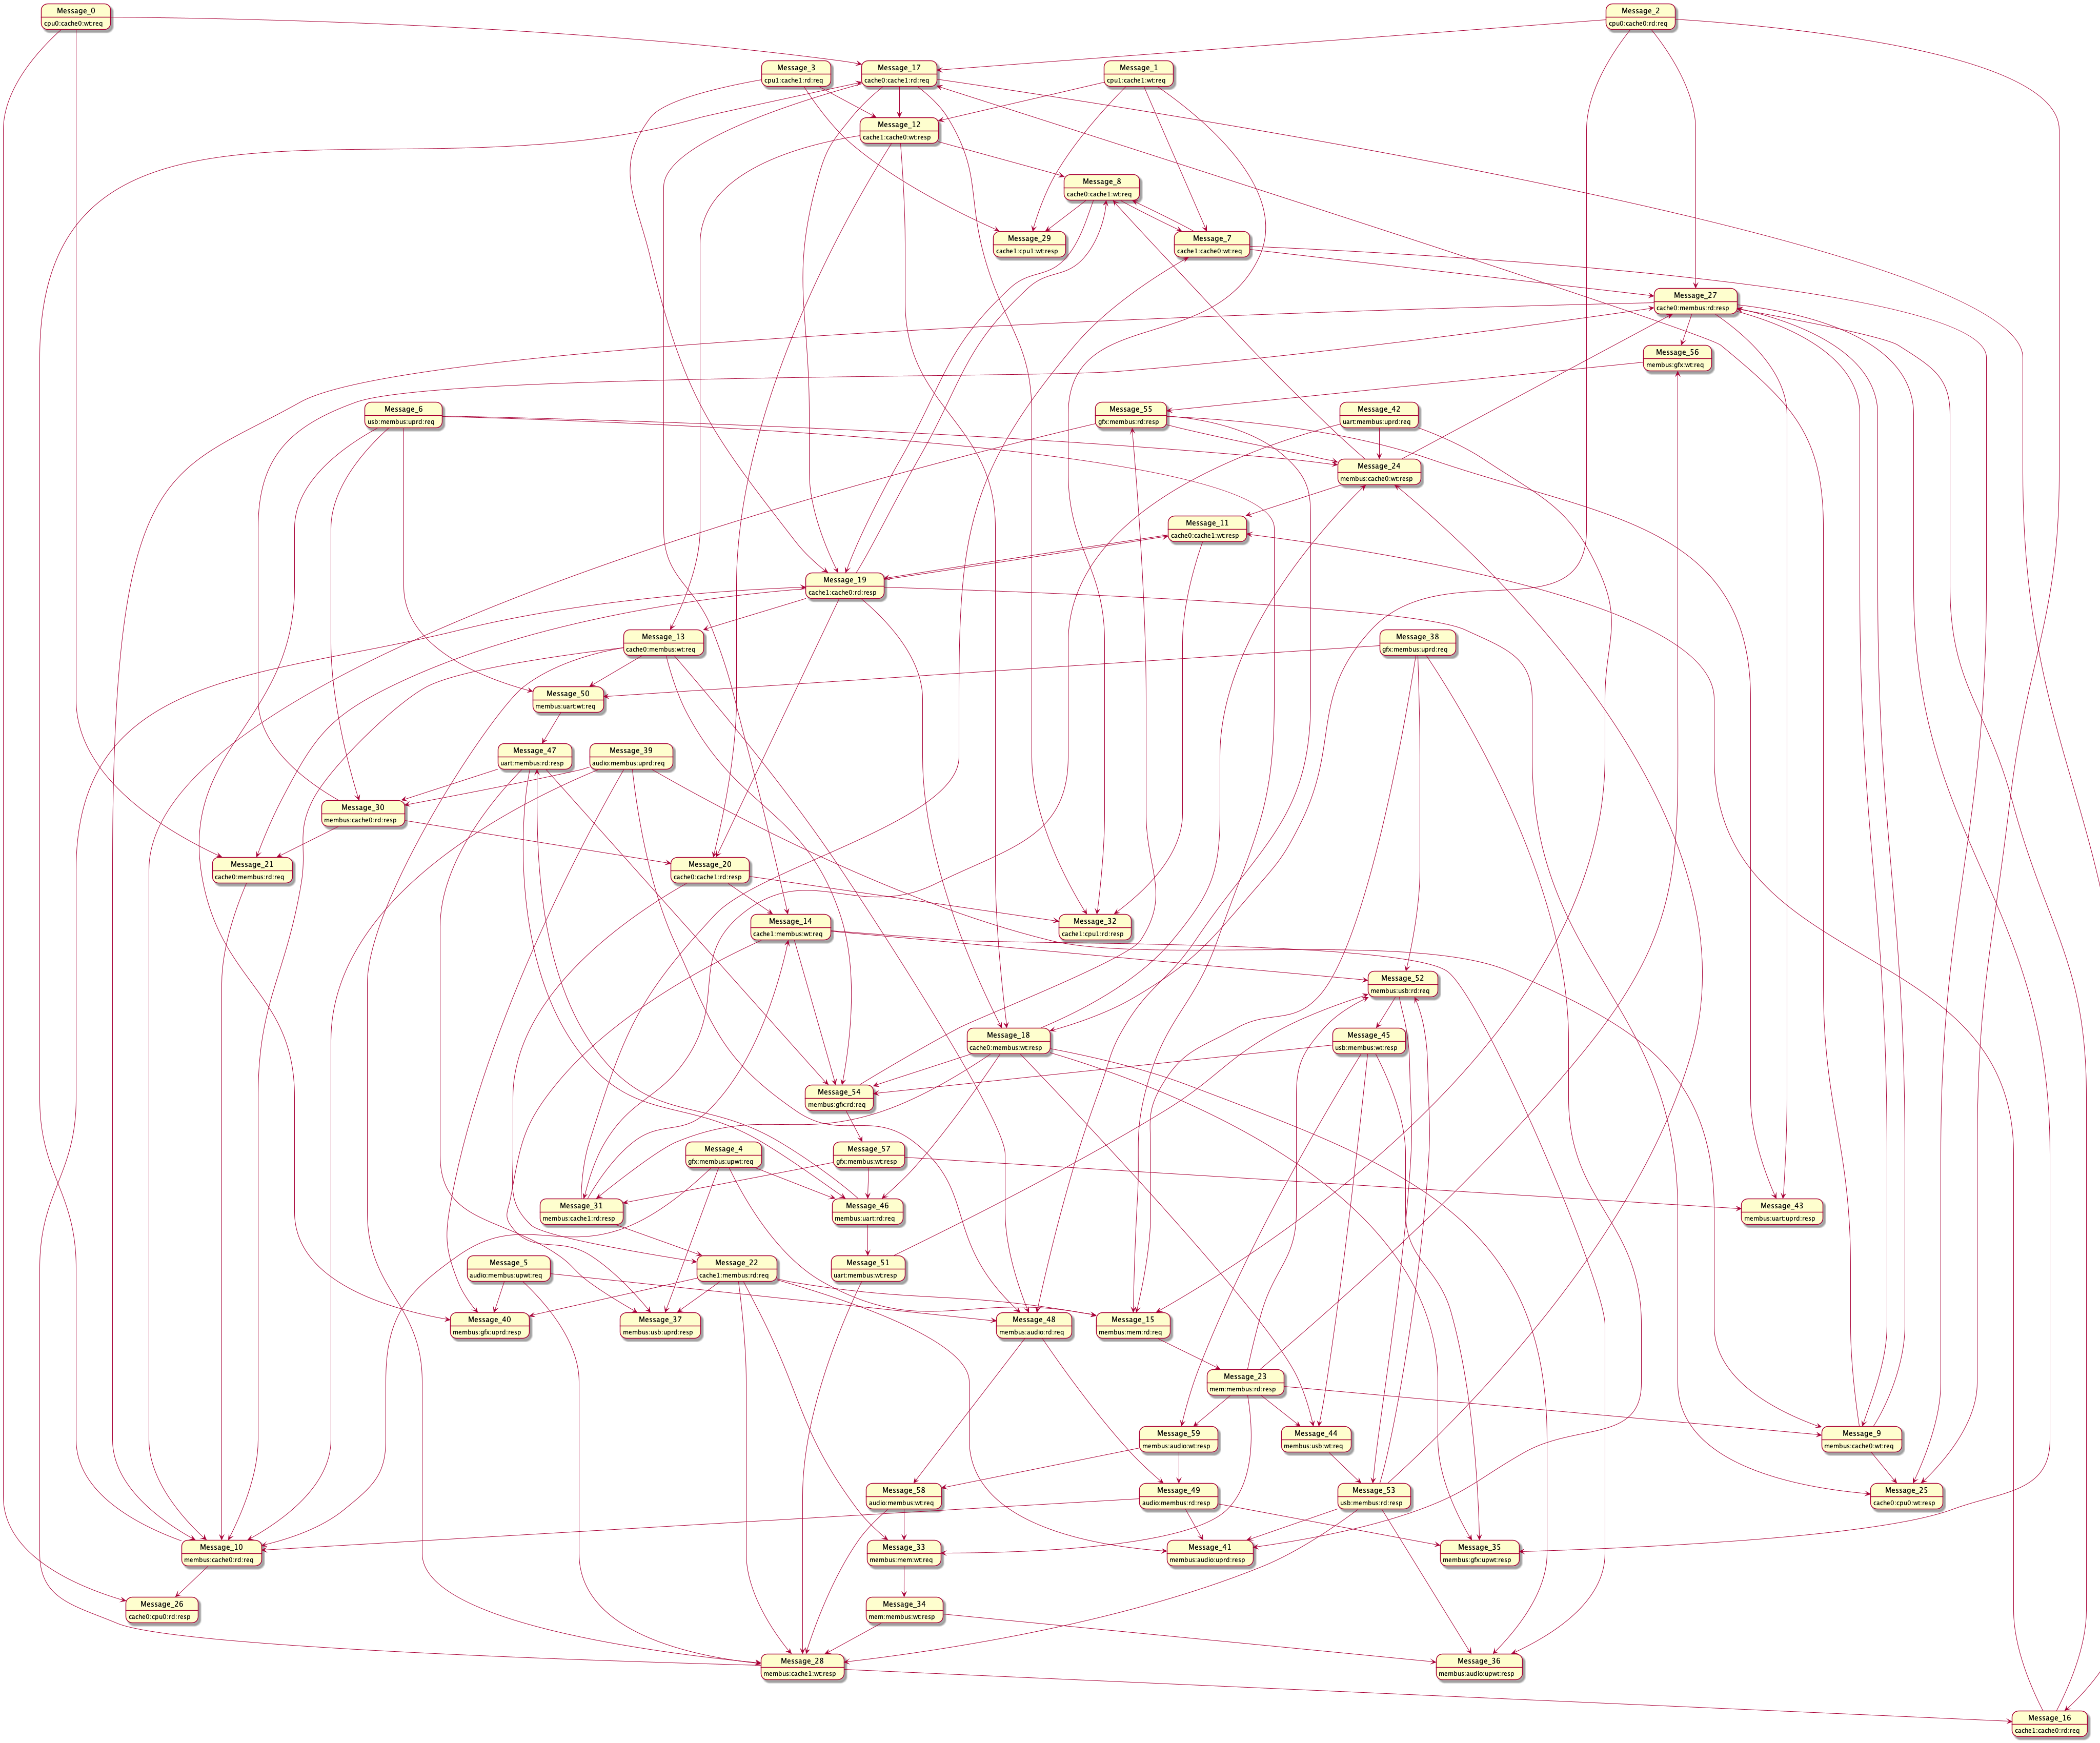 Message_0
cpu0:cache0:wt:req
Message_2
cpu0:cache0:rd:req
Message_3
cpu1:cache1:rd:req
Message_17
cache0:cache1:rd:req
Message_1
cpu1:cache1:wt:req
Message_12
cache1:cache0:wt:resp
Message_8
cache0:cache1:wt:req
Message_29
cache1:cpu1:wt:resp
Message_7
cache1:cache0:wt:req
Message_27
cache0:membus:rd:resp
Message_56
membus:gfx:wt:req
Message_6
usb:membus:uprd:req
Message_55
gfx:membus:rd:resp
Message_42
uart:membus:uprd:req
Message_24
membus:cache0:wt:resp
Message_11
cache0:cache1:wt:resp
Message_19
cache1:cache0:rd:resp
Message_13
cache0:membus:wt:req
Message_38
gfx:membus:uprd:req
Message_50
membus:uart:wt:req
Message_47
uart:membus:rd:resp
Message_39
audio:membus:uprd:req
Message_30
membus:cache0:rd:resp
Message_21
cache0:membus:rd:req
Message_20
cache0:cache1:rd:resp
Message_14
cache1:membus:wt:req
Message_32
cache1:cpu1:rd:resp
Message_52
membus:usb:rd:req
Message_18
cache0:membus:wt:resp
Message_45
usb:membus:wt:resp
Message_54
membus:gfx:rd:req
Message_4
gfx:membus:upwt:req
Message_57
gfx:membus:wt:resp
Message_31
membus:cache1:rd:resp
Message_46
membus:uart:rd:req
Message_43
membus:uart:uprd:resp
Message_5
audio:membus:upwt:req
Message_22
cache1:membus:rd:req
Message_51
uart:membus:wt:resp
Message_40
membus:gfx:uprd:resp
Message_37
membus:usb:uprd:resp
Message_48
membus:audio:rd:req
Message_15
membus:mem:rd:req
Message_23
mem:membus:rd:resp
Message_59
membus:audio:wt:resp
Message_44
membus:usb:wt:req
Message_9
membus:cache0:wt:req
Message_58
audio:membus:wt:req
Message_49
audio:membus:rd:resp
Message_53
usb:membus:rd:resp
Message_25
cache0:cpu0:wt:resp
Message_10
membus:cache0:rd:req
Message_33
membus:mem:wt:req
Message_41
membus:audio:uprd:resp
Message_35
membus:gfx:upwt:resp
Message_26
cache0:cpu0:rd:resp
Message_34
mem:membus:wt:resp
Message_28
membus:cache1:wt:resp
Message_36
membus:audio:upwt:resp
Message_16
cache1:cache0:rd:req